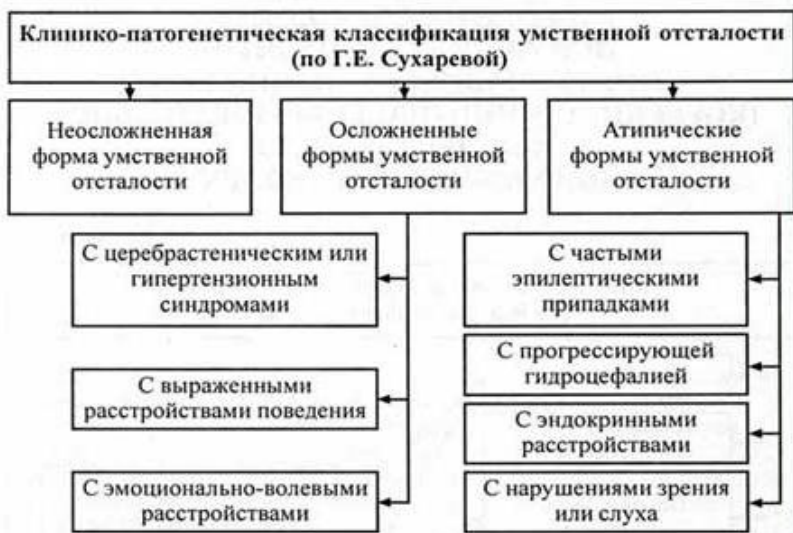 Клинико-патогенетическая классификация умственной отсталости
(по Г.Е. Сухаревой)
Неосложненная
форма умственной
отсталости
Осложненные
формы умственной
отсталости
Атипические
формы умственной
отсталости
С церебрастеническим или
гипертензионным
синдромами
С выраженными
расстройствами поведения
С эмоционально-волевыми
расстройствами
С частыми
эпилептическими
припадками
С прогрессирующей
гидроцефалией
С эндокринными
расстройствами
С нарушениями зрения
или слуха